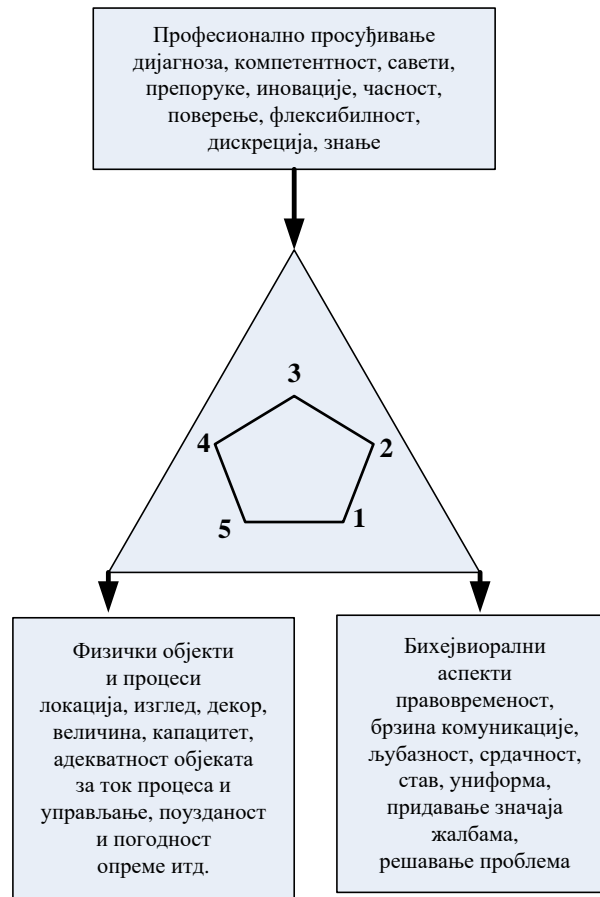 Професионално просуђивање
дијагноза, компетентност, савети,
препоруке, иновације, часност,
поверење, флексибилност,
дискреција, знање
3
4
2
5
1
Физички објекти
и процеси
локација, изглед, декор,
величина, капацитет,
адекватност објеката
за ток процеса и
управљање, поузданост
и погодност
опреме итд.
Бихејвиорални
аспекти
правовременост,
брзина комуникације,
љубазност, срдачност,
став, униформа,
придавање значаја
жалбама,
решавање проблема